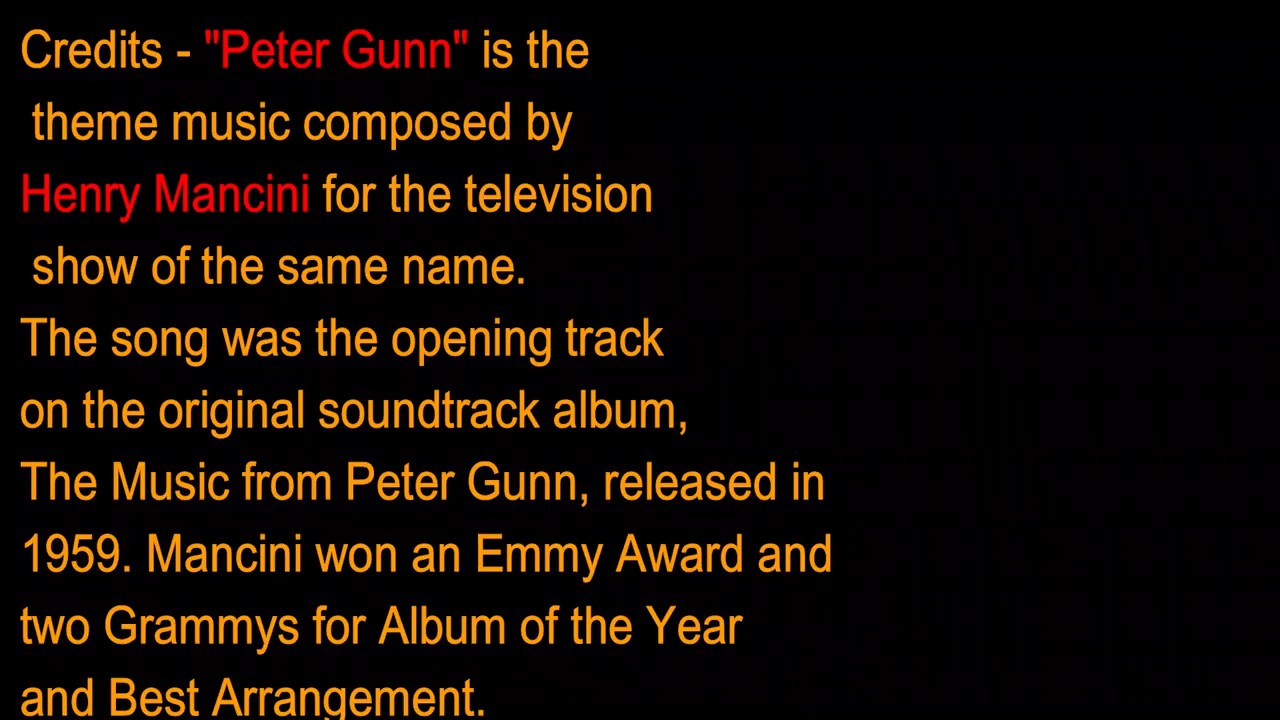 Credits - "Peter Gunn" is the
theme music composed by
Henry Mancini for the television
show of the same name.
The song was the opening track
on the original soundtrack album,
The Music from Peter Gunn, released in
1959. Mancini won an Emmy Award and
two Grammys for Album of the Year
and Best Arrangement.